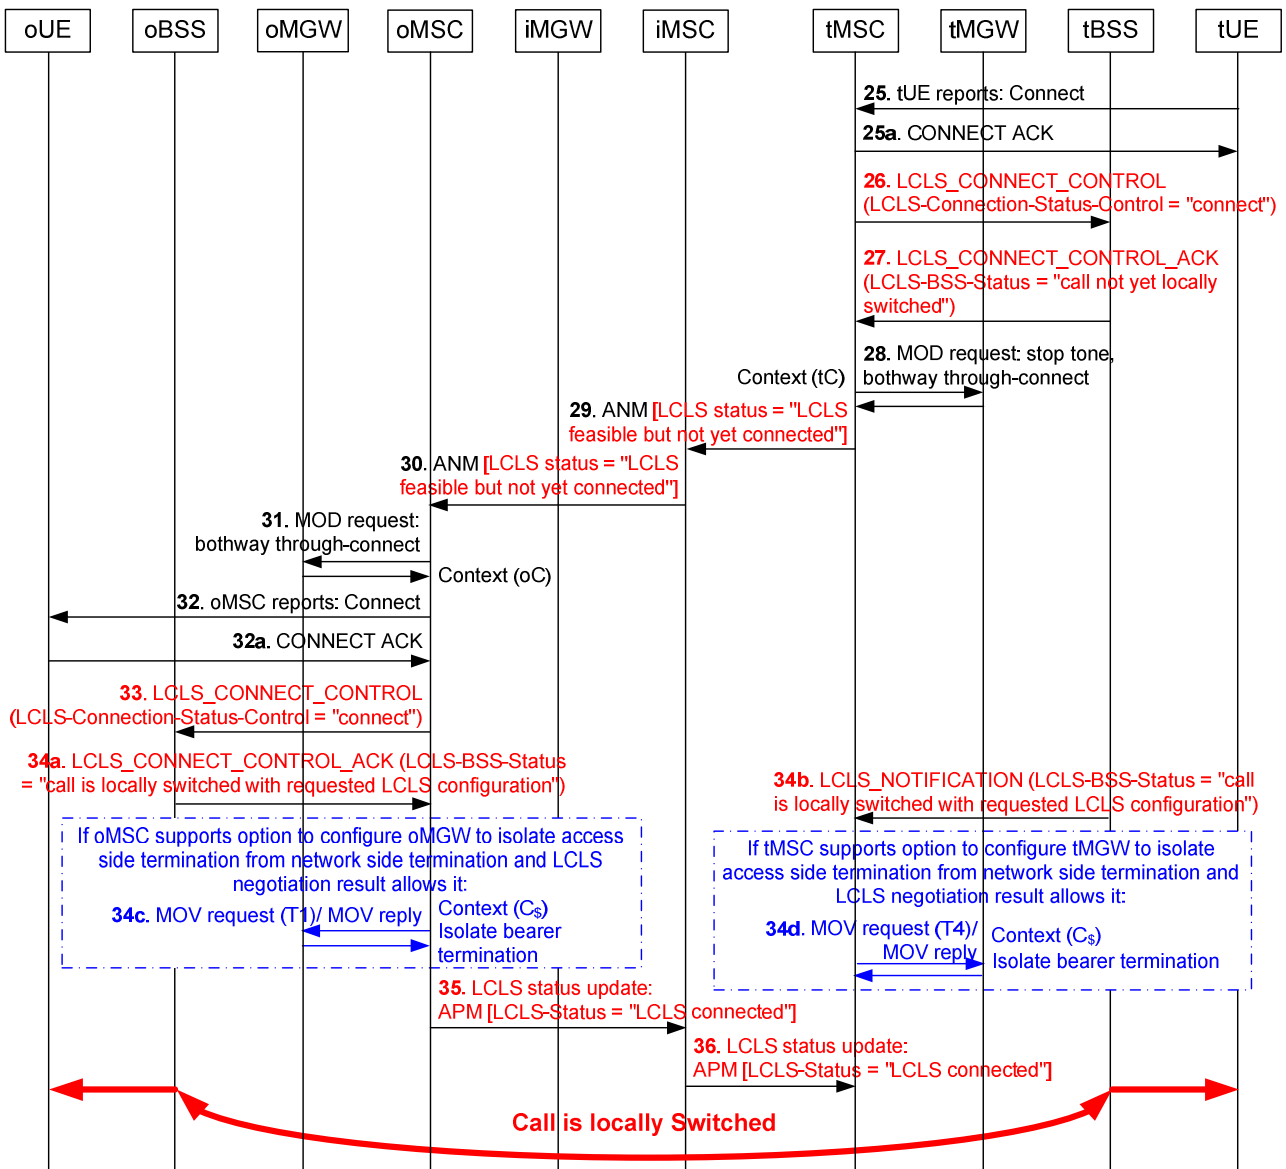 oUE oBSS oMGW oMSC iMGW iMSC tMSC tMGW tBSS tUE
25. tUE reports: Connect
25a. CONNECT ACK
26. LCLS_CONNECT_CONTROL
(LCLS-Connection-Status-Control = "connect")
27. LCLS_CONNECT_CONTROL_ACK
(LCLS-BSS-Status = "call not yet locally
switched")
28. MOD request: stop tone,
bothway through-connect
Context (tC)
29. ANM [LCLS status = "LCLS
feasible but not yet connected"]
30. ANM [LCLS status = "LCLS
feasible but not yet connected"]
31. MOD request:
bothway through-connect
Context (oC)
32. oMSC reports: Connect
32a. CONNECT ACK
33. LCLS_CONNECT_CONTROL
(LCLS-Connection-Status-Control = "connect")
34a. LCLS_CONNECT_CONTROL_ACK (LCLS-BSS-Status
= "call is locally switched with requested LCLS configuration")
34b. LCLS_NOTIFICATION (LCLS-BSS-Status = "call
is locally switched with requested LCLS configuration")
If oMSC supports option to configure oMGW to isolate access
side termination from network side termination and LCLS
negotiation result allows it:
34c. MOV request (T1)/ MOV reply
Context (C$)
Isolate bearer
termination
If tMSC supports option to configure tMGW to isolate
access side termination from network side termination and
LCLS negotiation result allows it:
34d. MOV request (T4)/
MOV reply
Context (C$)
Isolate bearer termination
35. LCLS status update:
APM [LCLS-Status = "LCLS connected"]
36. LCLS status update:
APM [LCLS-Status = "LCLS connected"]
Call is locally Switched